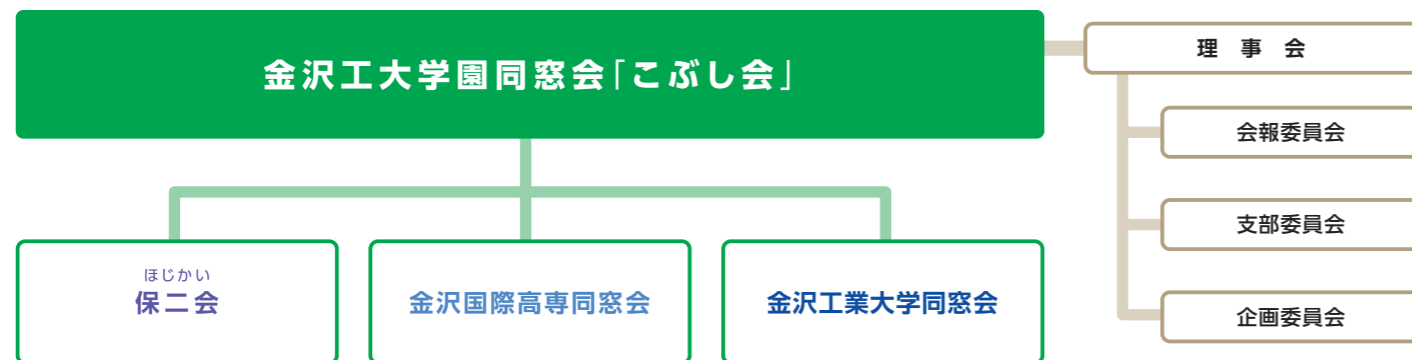 金沢工大学園同窓会「こぶし会」
理 事 会
会報委員会
支部委員会
企画委員会
ほじかい
保二会
金沢国際高専同窓会
金沢工業大学同窓会